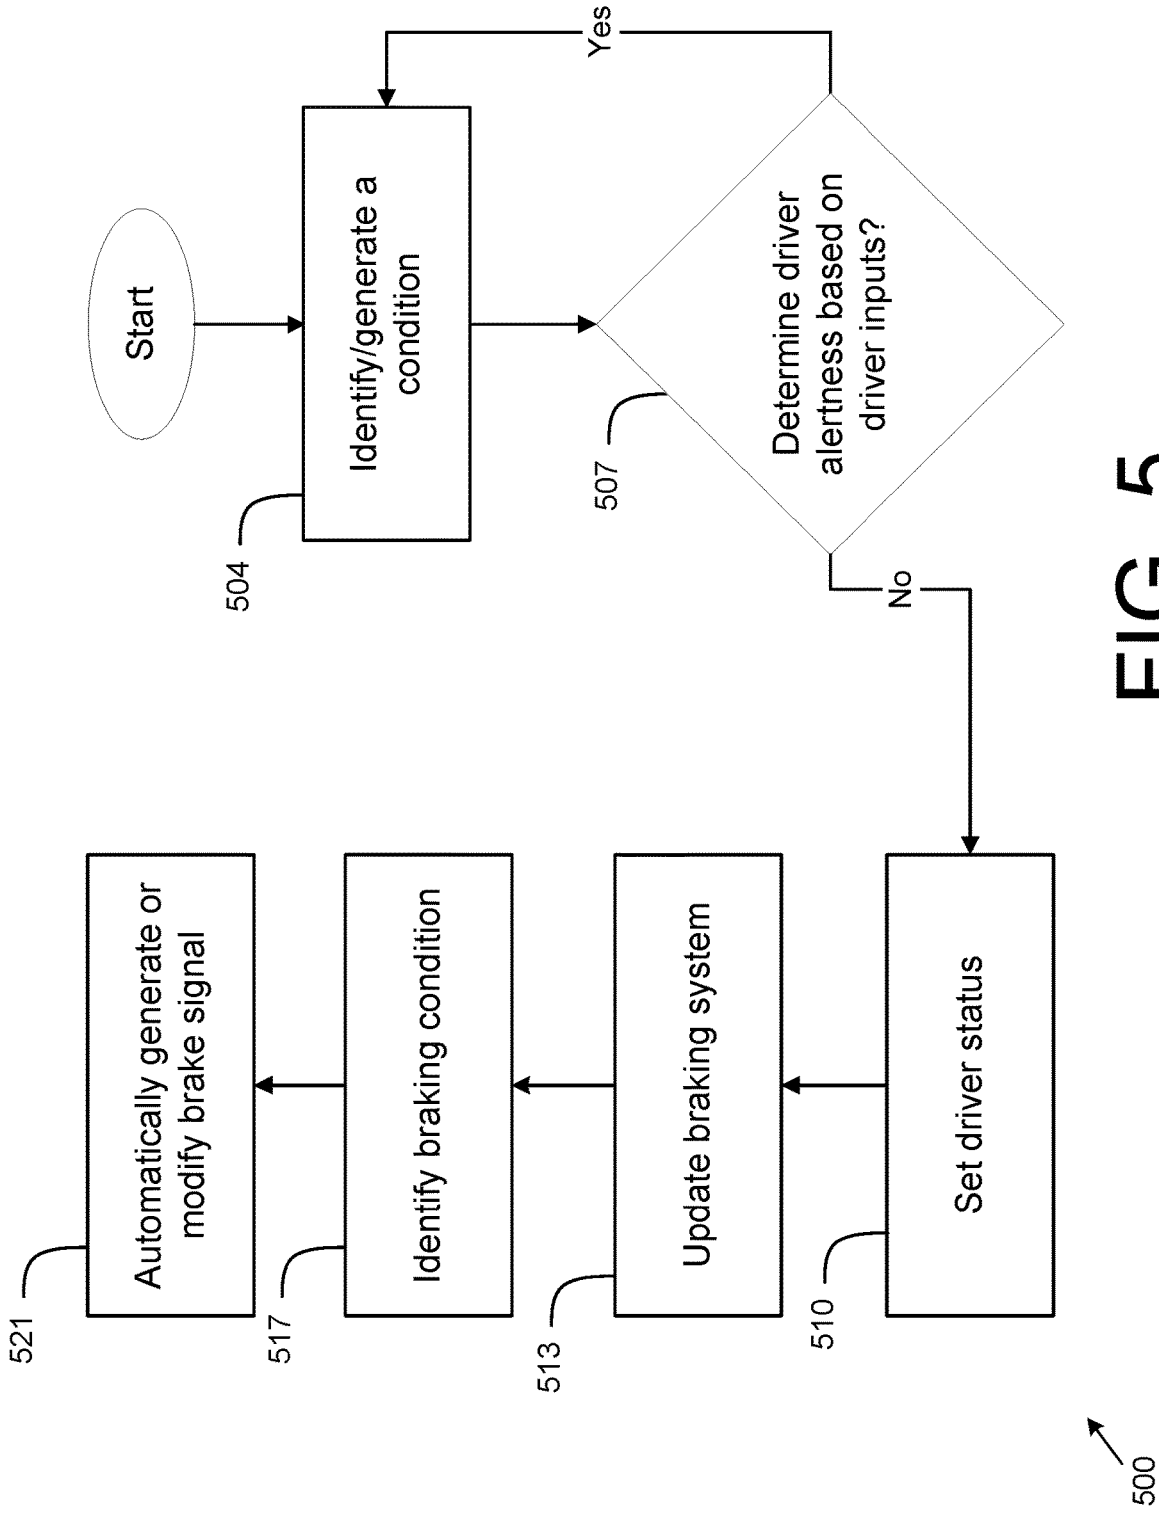 Start
504
Identify/generate a
condition
Yes
507
Determine driver
alertness based on
driver inputs?
No
510
Set driver status
513
Update braking system
517
Identify braking condition
521
Automatically generate or
modify brake signal
500
FIG. 5